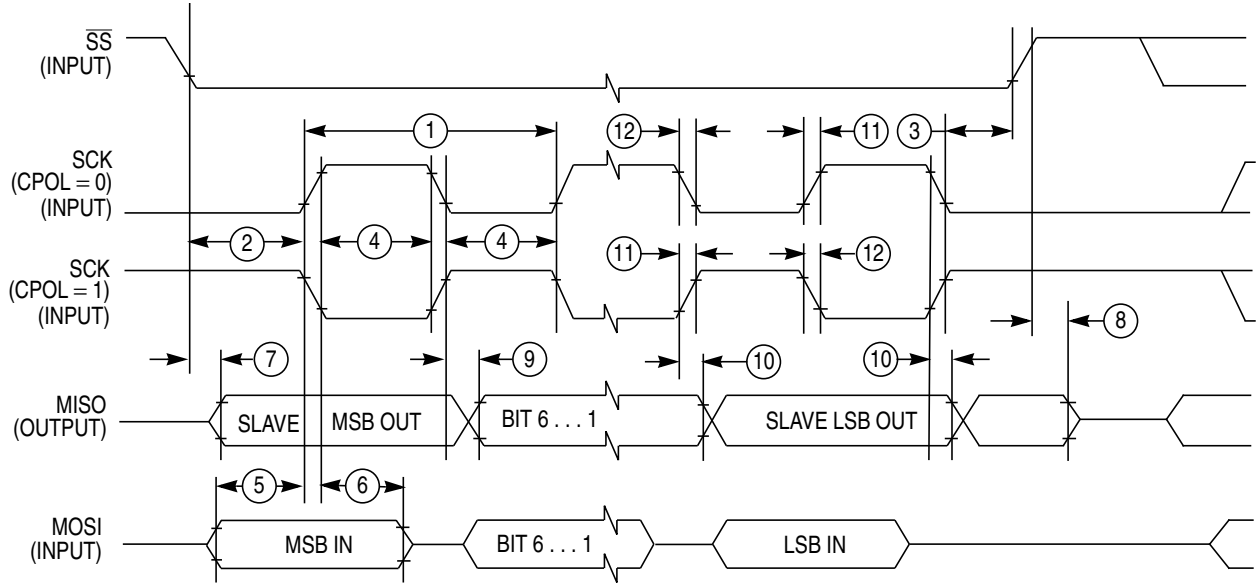 SS
(INPUT)
1
12
11
3
SCK
(CPOL = 0)
(INPUT)
2
4
4
11
12
SCK
(CPOL = 1)
(INPUT)
8
7
9
10
10
MISO
(OUTPUT)
SLAVE MSB OUT
BIT 6 . . . 1
SLAVE LSB OUT
5
6
MOSI
(INPUT)
MSB IN
BIT 6 . . . 1
LSB IN